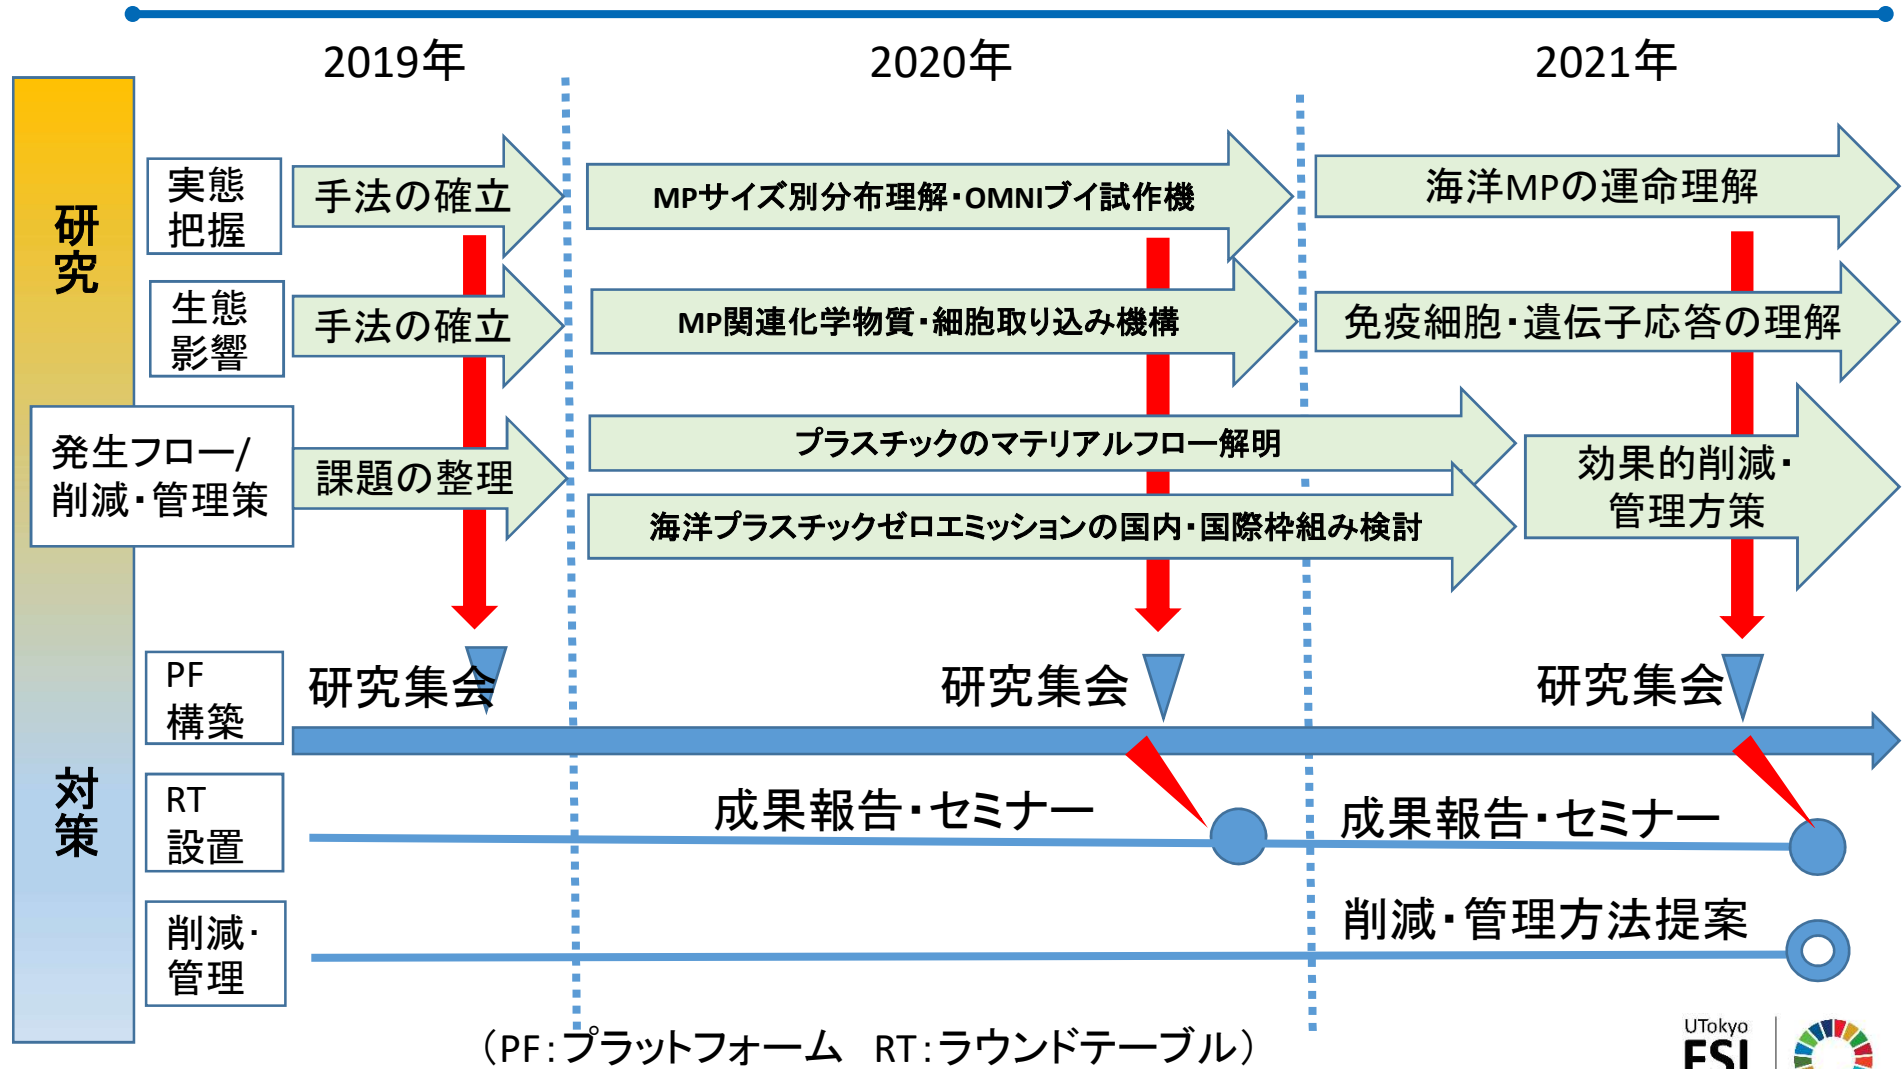 2019年
2020年
2021年
研究
対策
実態
把握
手法の確立
MPサイズ別分布理解・OMNIブイ試作機
海洋MPの運命理解
生態
影響
手法の確立
MP関連化学物質・細胞取り込み機構
免疫細胞・遺伝子応答の理解
発生フロー/
削減・管理策
課題の整理
プラスチックのマテリアルフロー解明
海洋プラスチックゼロエミッションの国内・国際枠組み検討
効果的削減・
管理方策
PF
構築
研究集会
研究集会
研究集会
RT
設置
成果報告・セミナー
成果報告・セミナー
削減・
管理
削減・管理方法提案
（PF：プラットフォーム　RT：ラウンドテーブル）
UTokyo
FSI